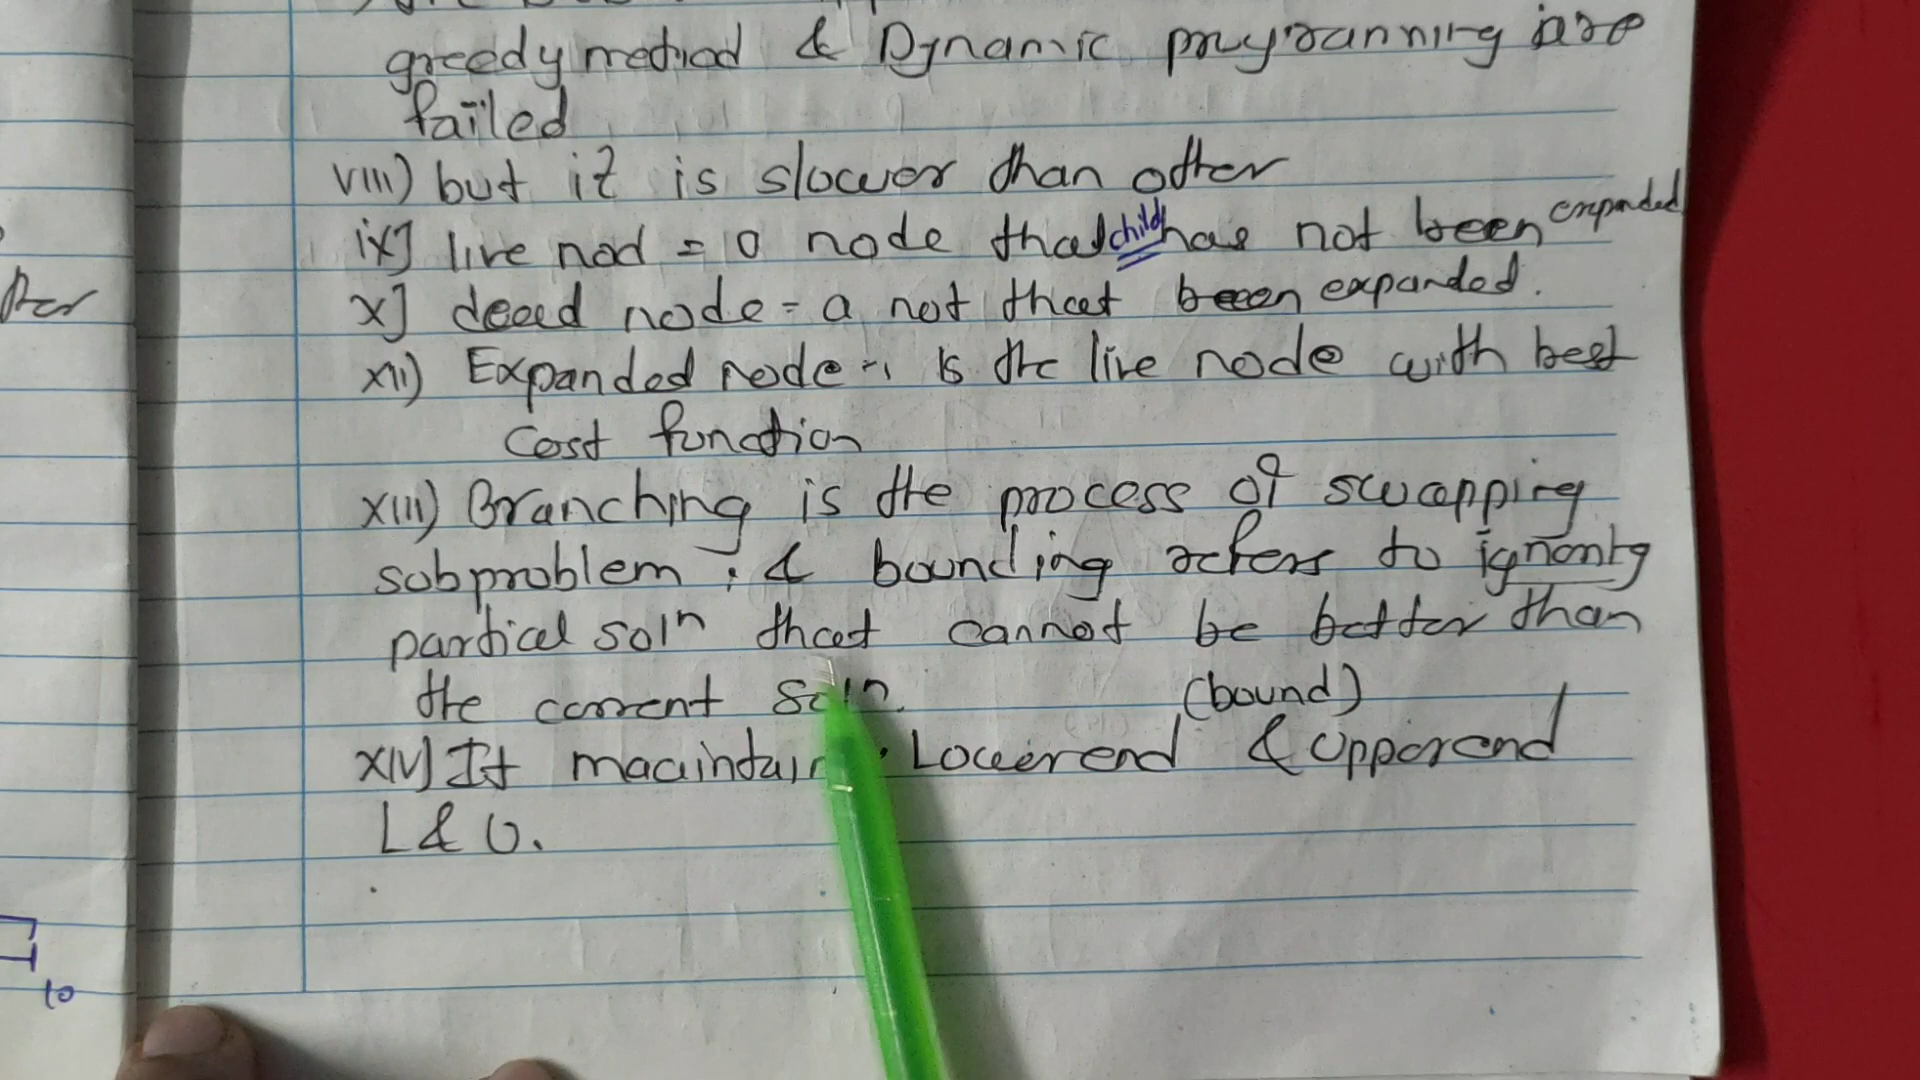 greedy method & Dynamic programming are
failed
viii) but it is slower than other
ix] live nod = a node that child has not been expanded
x] dead node = a not that been expanded.
xii) Expanded node -, is the live node with best
Cost function
xiii) Branching is the process of swapping
subproblem , & bounding refers to ignoring
partical soln that cannot be better than
the current soln. (bound)
xiv) It maintain Lowerend & Upperend
L & U.
to